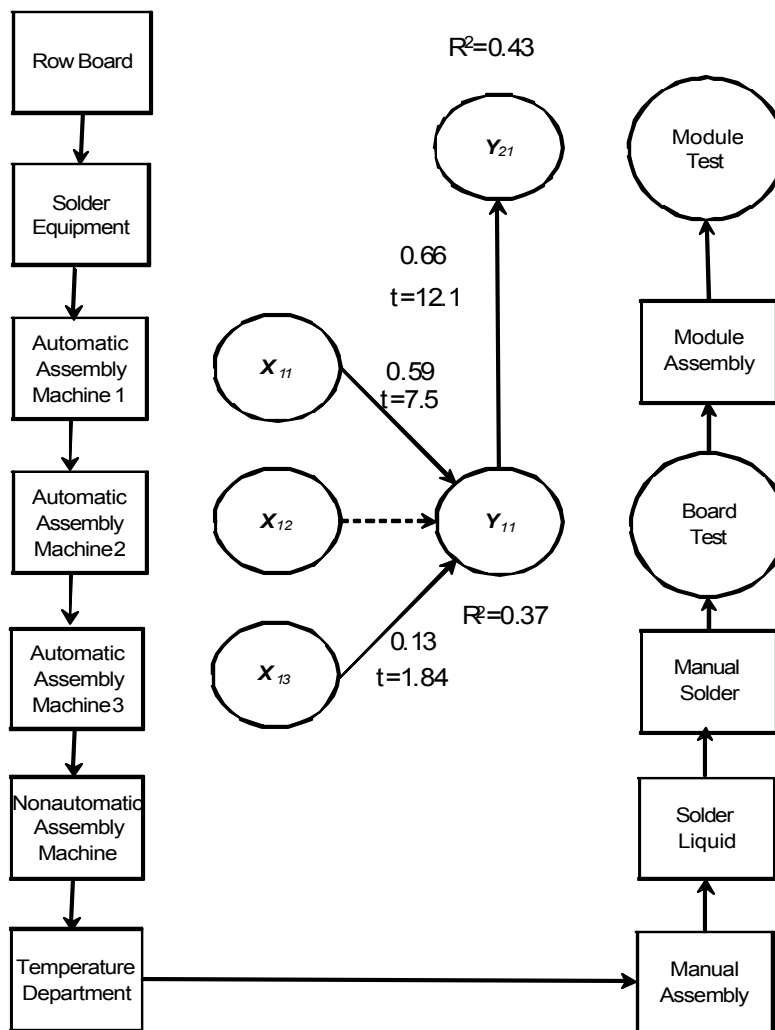 Row Board
Solder
Equipment
Automatic
Assembly
Machine 1
Automatic
Assembly
Machine2
Automatic
Assembly
Machine3
Nonautomatic
Assembly
Machine
Temperature
Department
R²=0.43
Y21
0.66
t=12.1
X11
0.59
t=7.5
X12
Y11
R²=0.37
X13
0.13
t=1.84
Module
Test
Module
Assembly
Board
Test
Manual
Solder
Solder
Liquid
Manual
Assembly